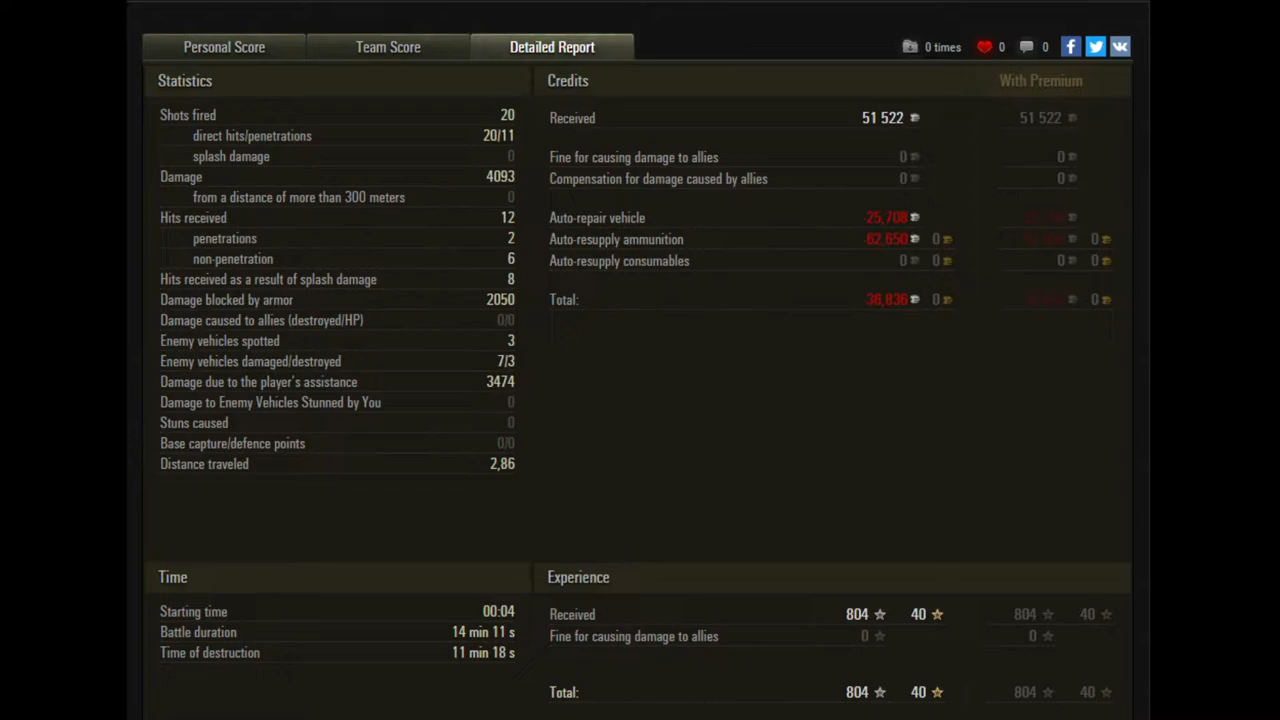 Personal Score Team Score Detailed Report 0 times 0 0
Statistics
Shots fired 20
direct hits/penetrations 20/11
splash damage 0
Damage 4093
from a distance of more than 300 meters 0
Hits received 12
penetrations 2
non-penetration 6
Hits received as a result of splash damage 8
Damage blocked by armor 2050
Damage caused to allies (destroyed/HP) 0/0
Enemy vehicles spotted 3
Enemy vehicles damaged/destroyed 7/3
Damage due to the player's assistance 3474
Damage to Enemy Vehicles Stunned by You 0
Stuns caused 0
Base capture/defence points 0/0
Distance traveled 2,86
Credits With Premium
Received 51 522 51 522
Fine for causing damage to allies 0 0
Compensation for damage caused by allies 0 0
Auto-repair vehicle -25,708
Auto-resupply ammunition -62,650 0 0
Auto-resupply consumables 0 0 0 0
Total: -36,836 0 0
Time
Starting time 00:04
Battle duration 14 min 11 s
Time of destruction 11 min 18 s
Experience
Received 804 40 804 40
Fine for causing damage to allies 0 0
Total: 804 40 804 40